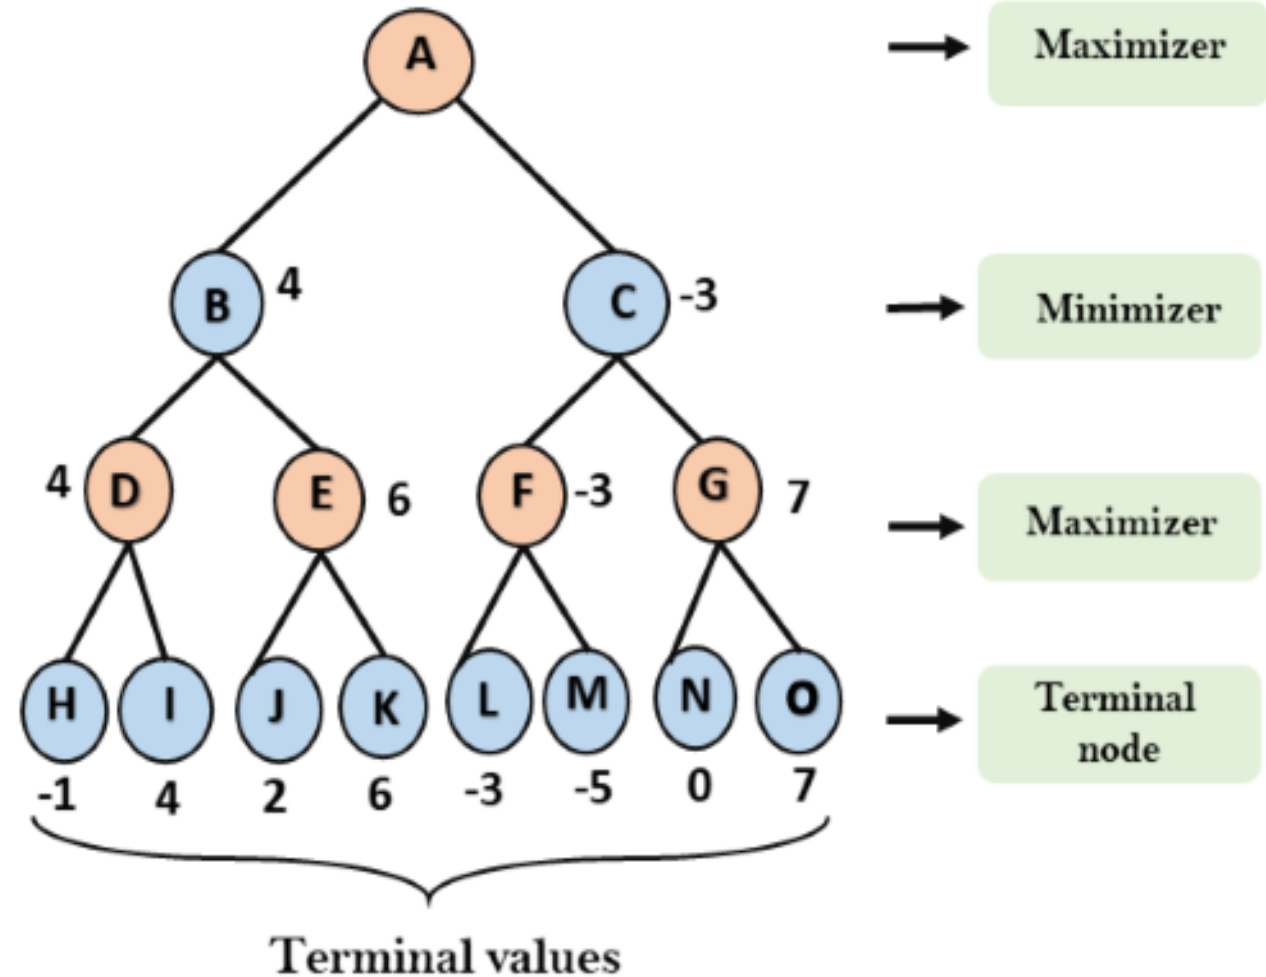 A
Maximizer
B
4
C
-3
Minimizer
4
D
E
6
F
-3
G
7
Maximizer
H
I
J
K
L
M
N
O
Terminal
node
-1
4
2
6
-3
-5
0
7
Terminal values